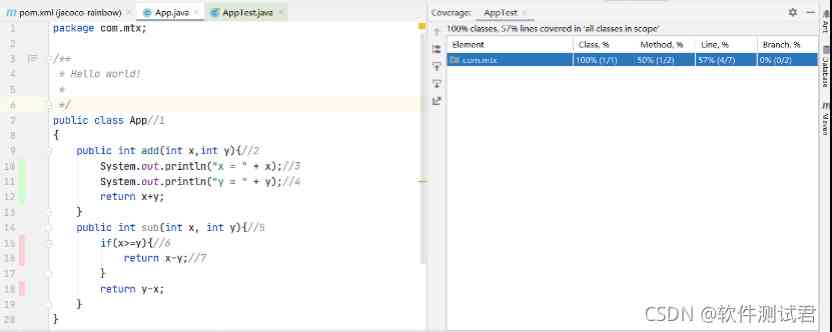 pom.xml (jacoco-rainbow) × App.java × AppTest.java ×
Coverage: AppTest ×
100% classes, 57% lines covered in 'all classes in scope'
Element Class, % Method, % Line, % Branch, %
com.mtx 100% (1/1) 50% (1/2) 57% (4/7) 0% (0/2)
1 package com.mtx;
2
3 /**
4 * Hello world!
5 *
6 */
7 public class App//1
8 {
9 public int add(int x,int y){//2
10 System.out.println("x = " + x);//3
11 System.out.println("y = " + y);//4
12 return x+y;
13 }
14 public int sub(int x, int y){//5
15 if(x>=y){//6
16 return x-y;//7
17 }
18 return y-x;
19 }
20 }
Ant
Database
Maven
CSDN @软件测试君